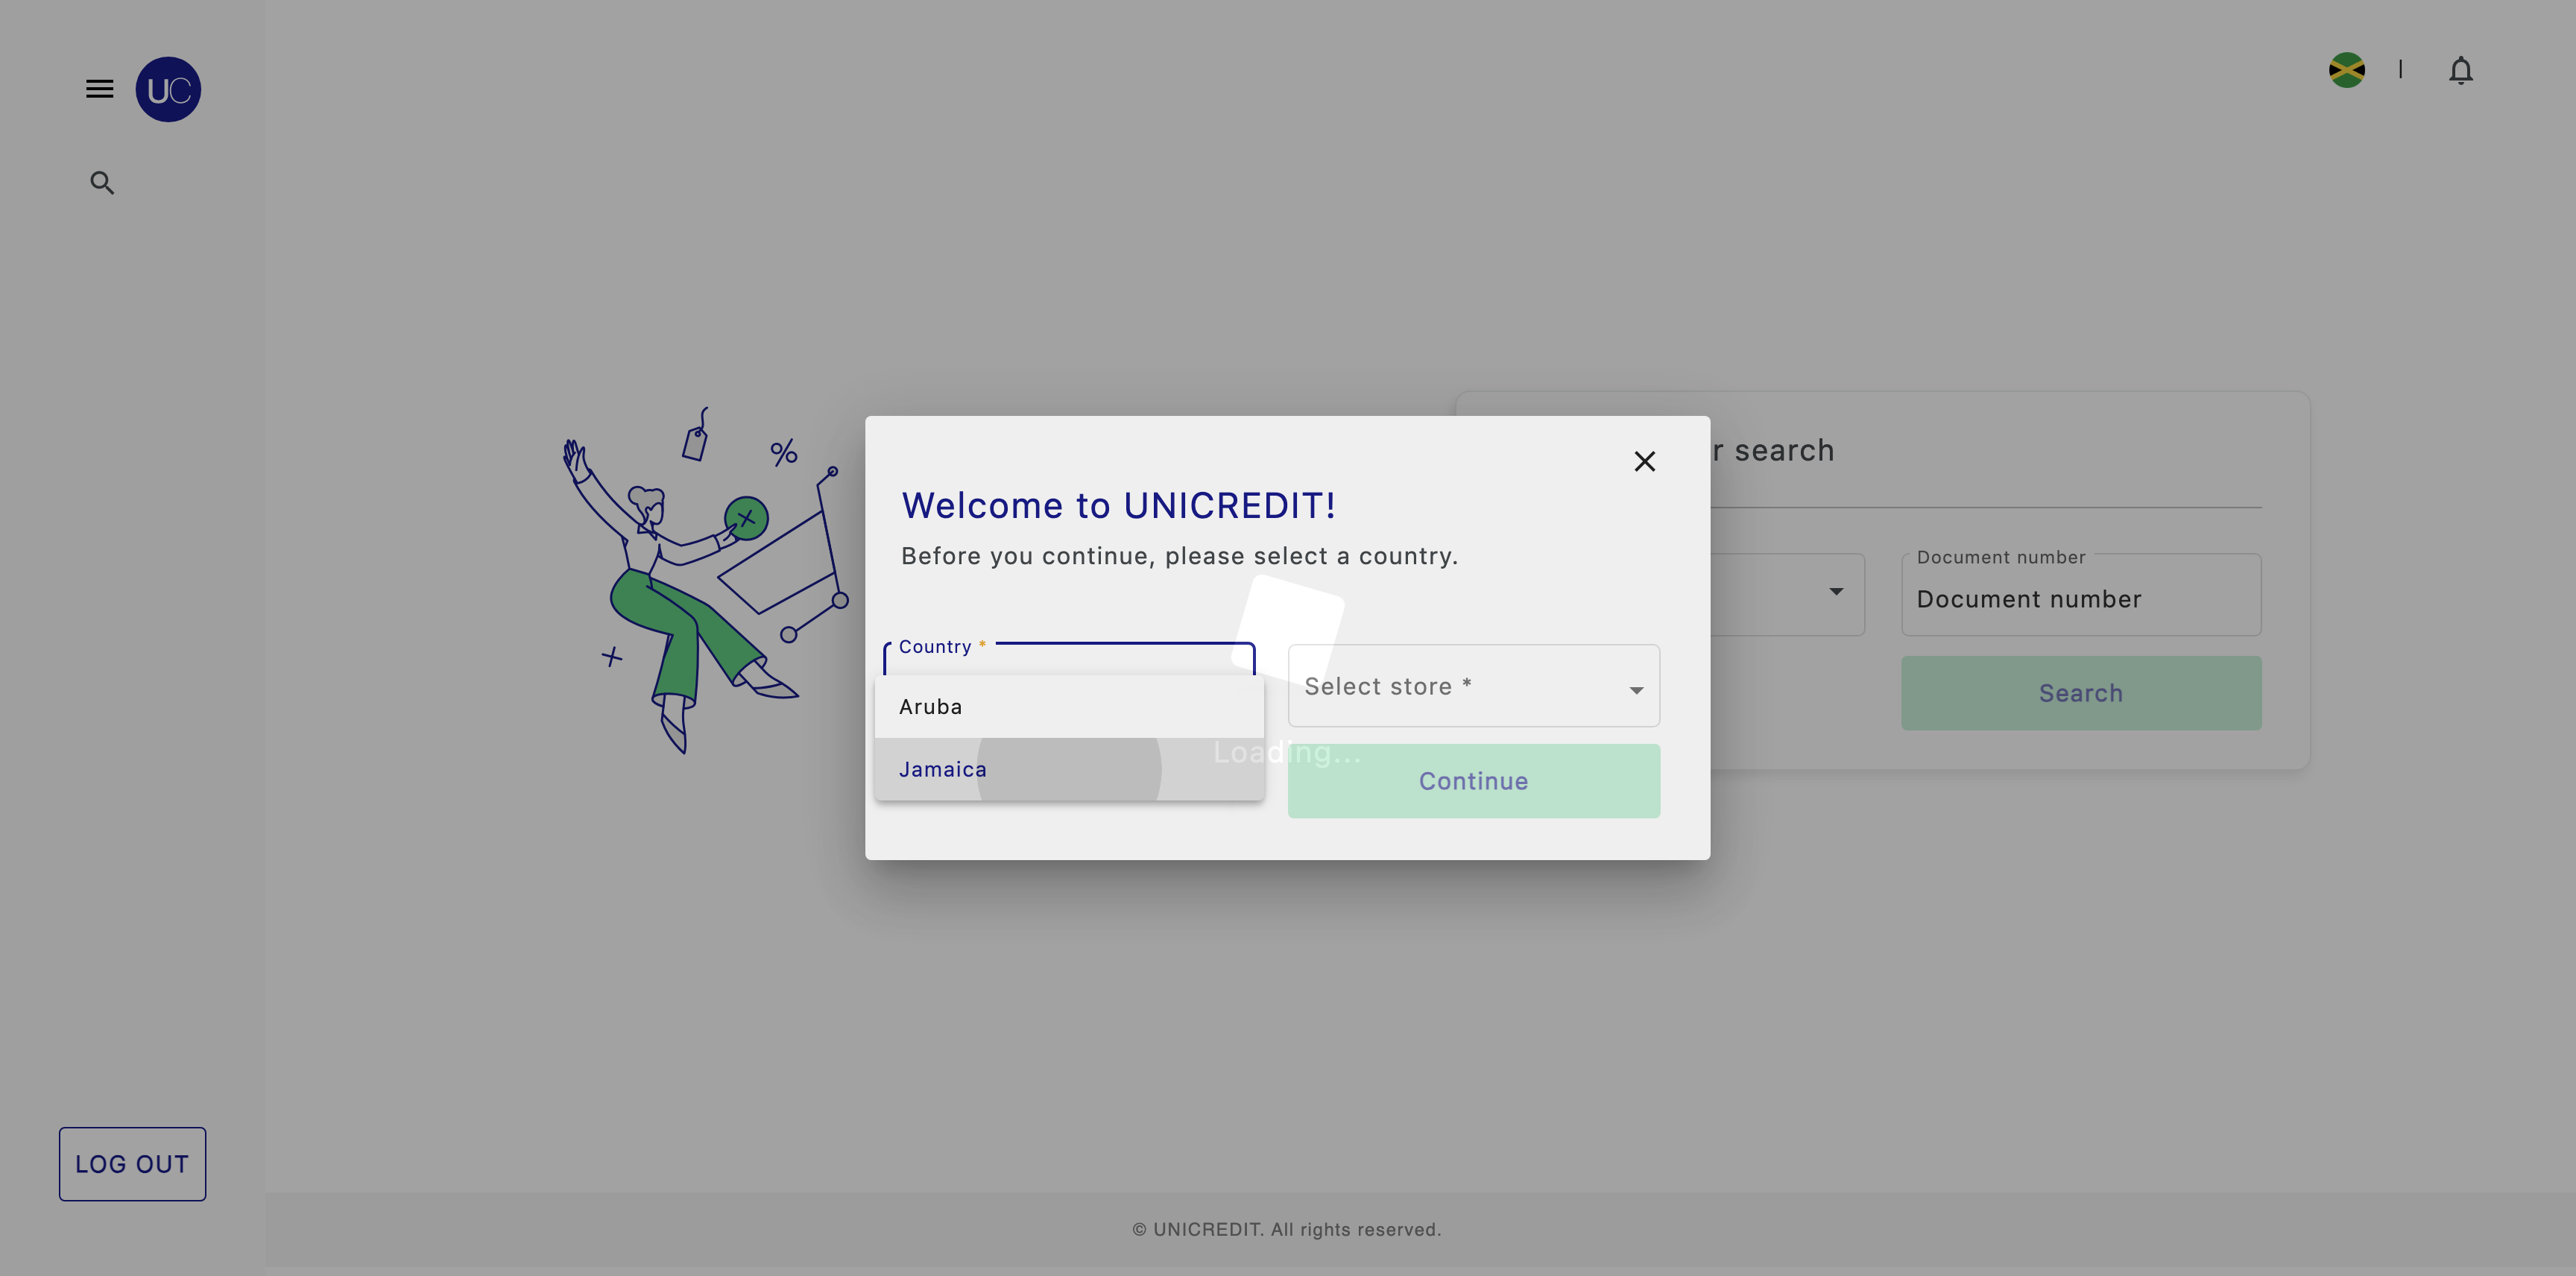 UC
r search
Welcome to UNICREDIT!
Before you continue, please select a country.
Document number
Document number
Country *
Select store *
Search
Aruba
Loading...
Jamaica
Continue
LOG OUT
© UNICREDIT. All rights reserved.